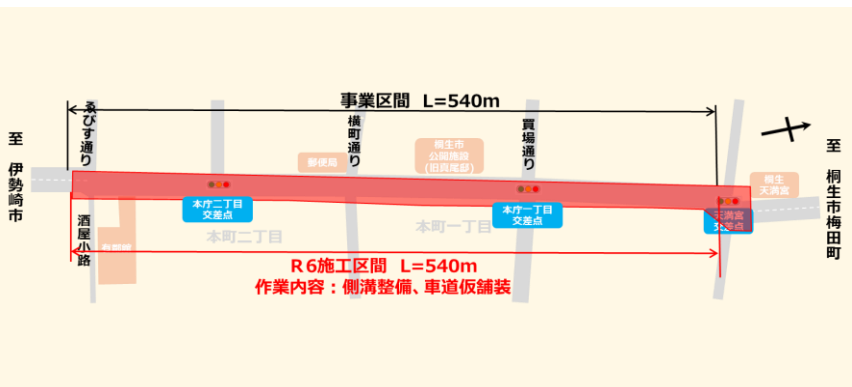 事業区間 L=540m
ゑびす通り
横町通り
買場通り
至 伊勢崎市
至 桐生市梅田町
郵便局
桐生市
公開施設
(旧眞尾邸)
桐生
天満宮
本庁二丁目
交差点
本庁一丁目
交差点
天満宮
交差点
本町二丁目
本町一丁目
酒屋小路
R6施工区間 L=540m
作業内容:側溝整備、車道仮舗装